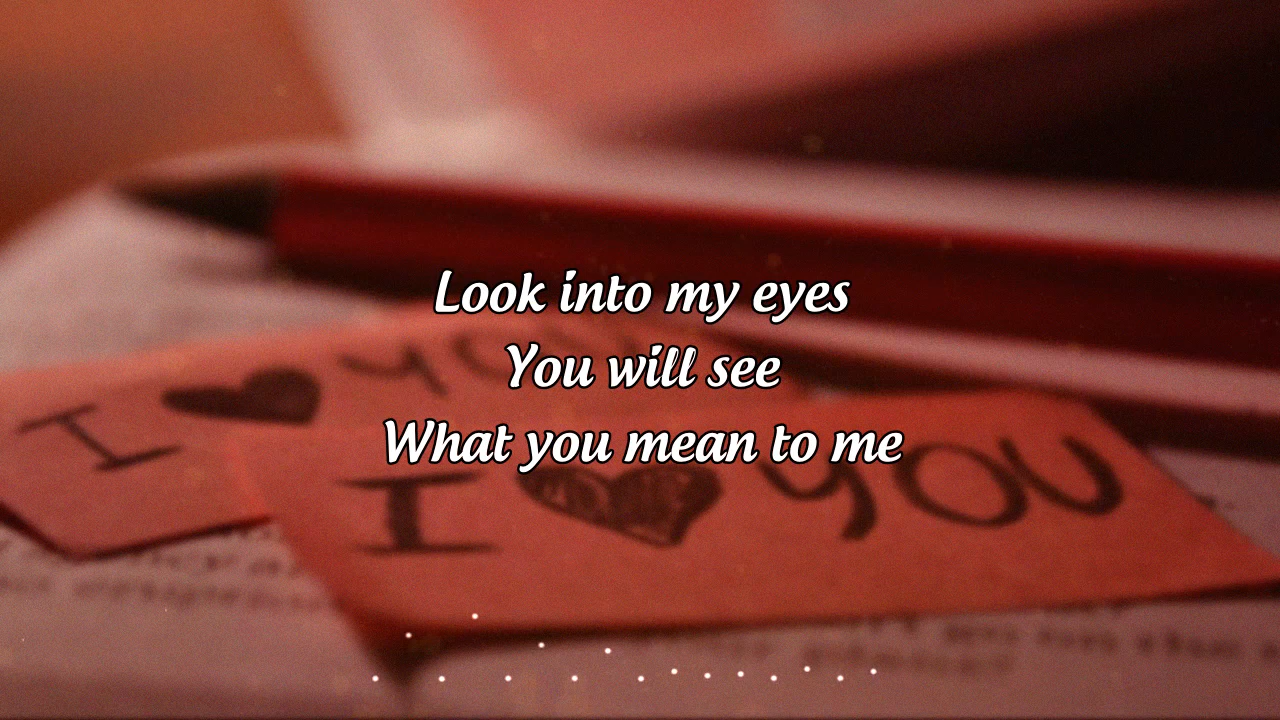 Look into my eyes
You will see
What you mean to me
I ♥ YOU
I ♥ YOU